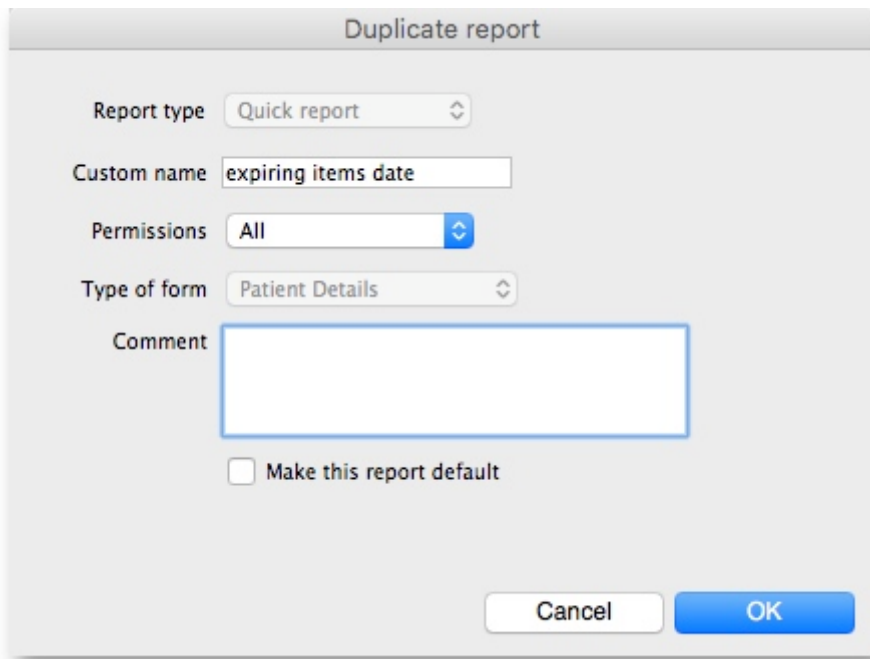 Duplicate report
Report type Quick report
Custom name expiring items date
Permissions All
Type of form Patient Details
Comment
Make this report default
Cancel OK